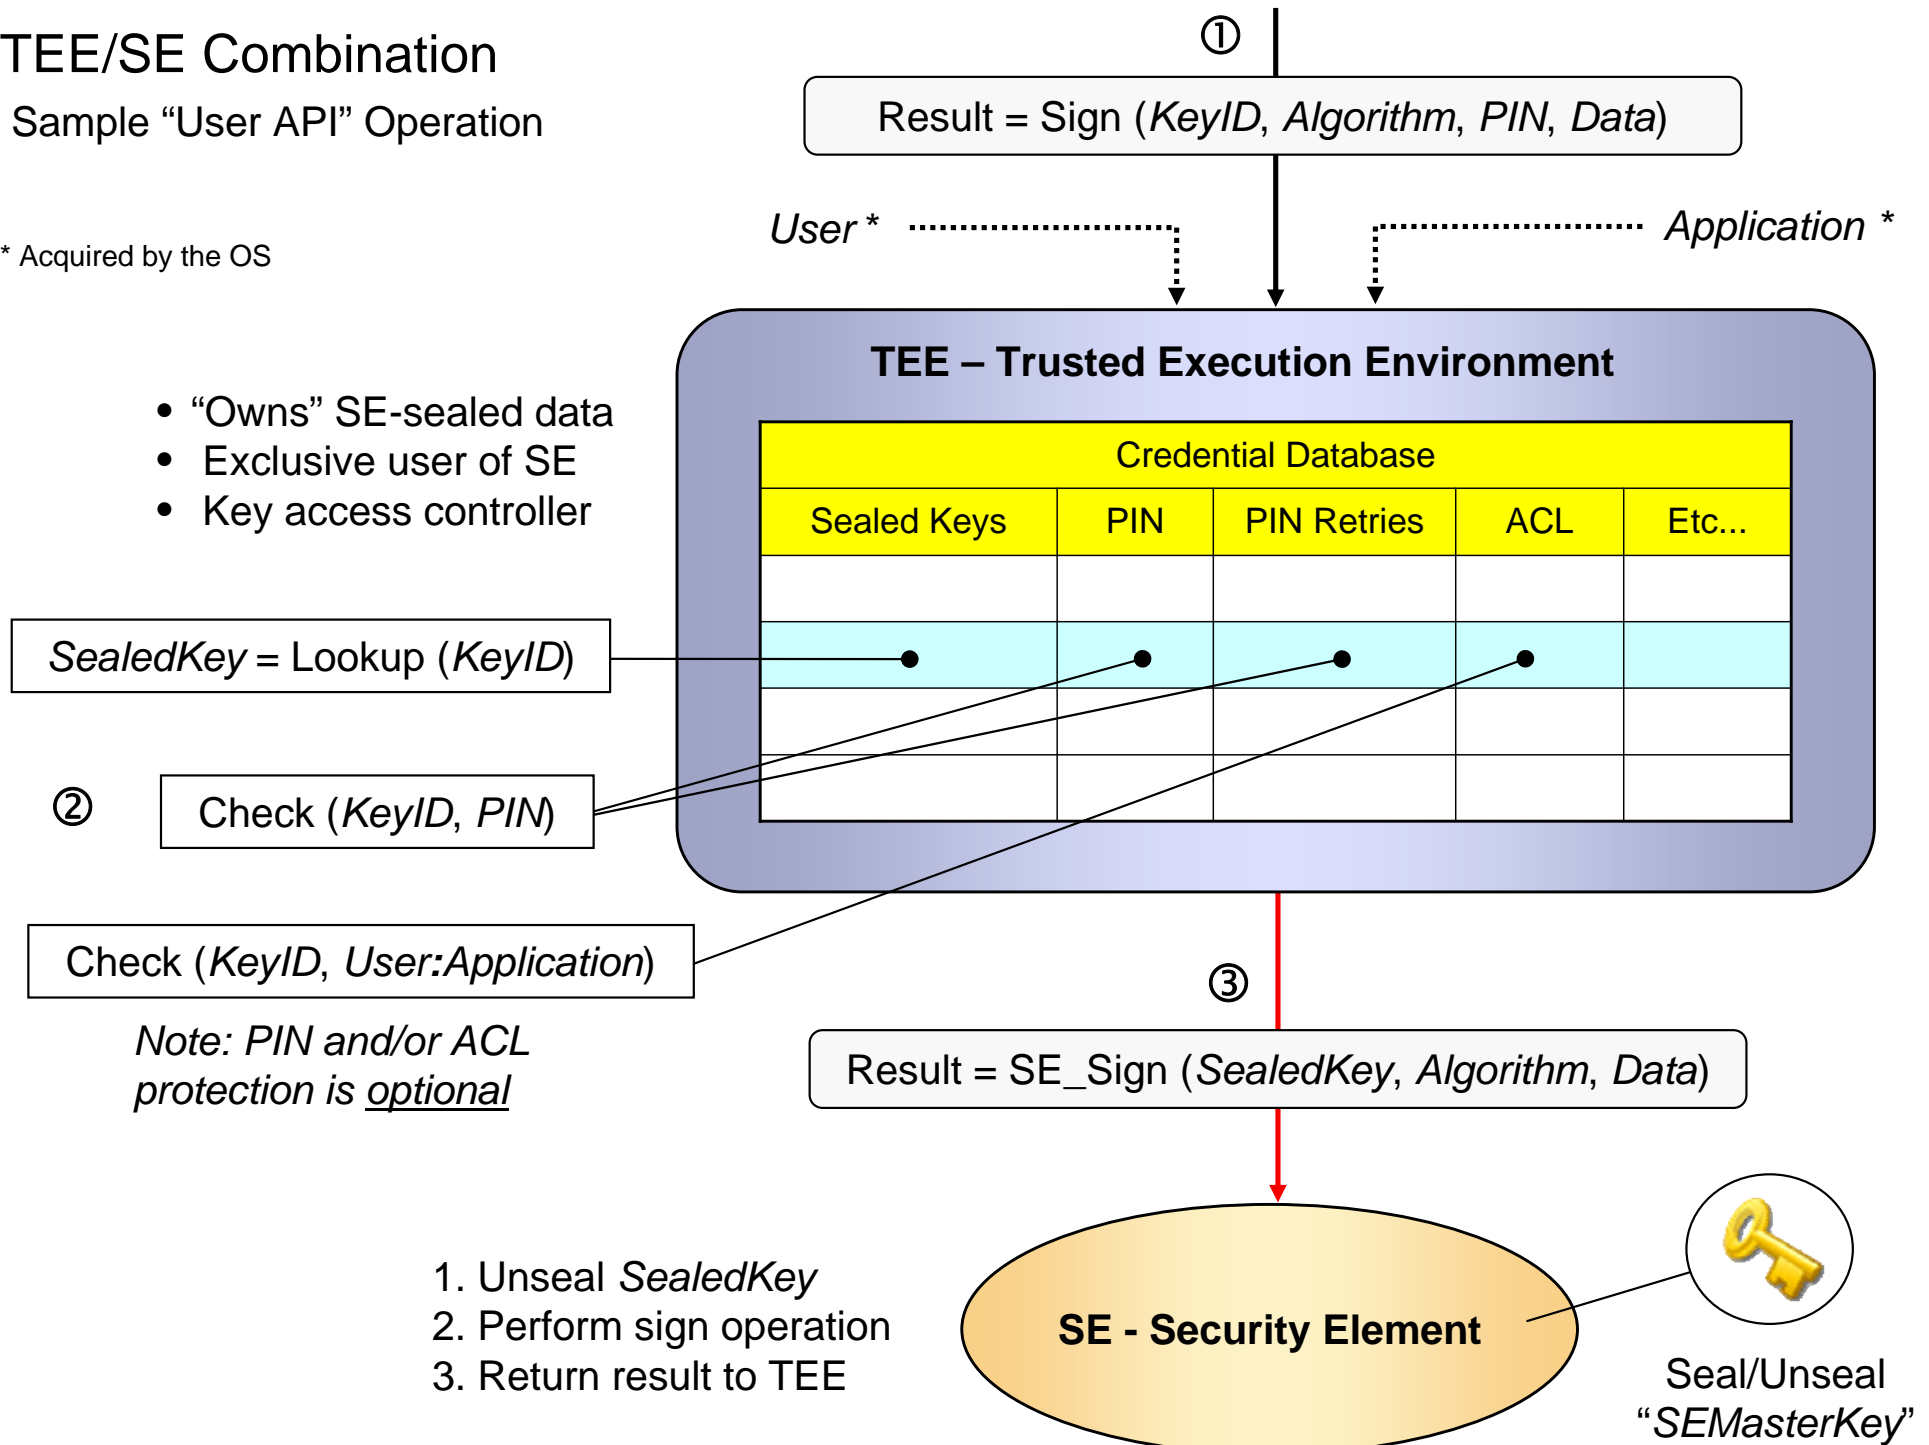 TEE/SE Combination
Sample “User API” Operation
* Acquired by the OS
①
Result = Sign (KeyID, Algorithm, PIN, Data)
User *
Application *
TEE – Trusted Execution Environment
• “Owns” SE-sealed data
• Exclusive user of SE
• Key access controller
Credential Database
Sealed Keys PIN PIN Retries ACL Etc...
SealedKey = Lookup (KeyID)
②
Check (KeyID, PIN)
Check (KeyID, User:Application)
Note: PIN and/or ACL
protection is optional
③
Result = SE_Sign (SealedKey, Algorithm, Data)
1. Unseal SealedKey
2. Perform sign operation
3. Return result to TEE
SE - Security Element
Seal/Unseal
“SEMasterKey”